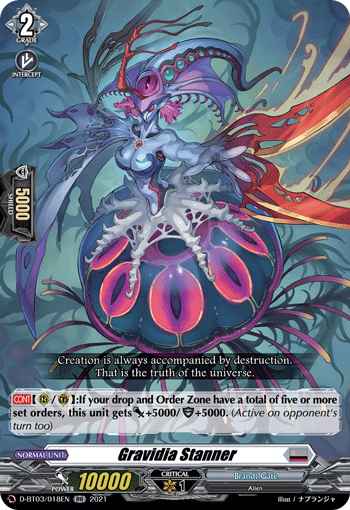 2
GRADE
INTERCEPT
5000
SHIELD
Creation is always accompanied by destruction.
That is the truth of the universe.
CONT【 】:If your drop and Order Zone have a total of five or more
set orders, this unit gets +5000/ +5000. (Active on opponent's
turn too)
NORMAL UNIT
Gravidia Stanner
POWER 10000
CRITICAL
1
Brandt Gate
Alien
D-BT03/018EN RR 2021
illust / ナブランジャ